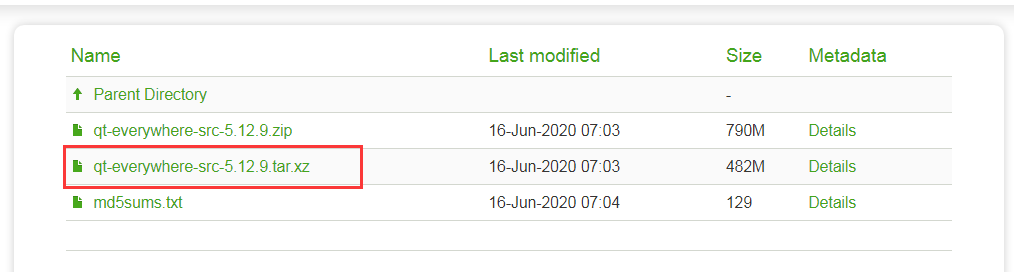 Name Last modified Size Metadata
Parent Directory -
qt-everywhere-src-5.12.9.zip 16-Jun-2020 07:03 790M Details
qt-everywhere-src-5.12.9.tar.xz 16-Jun-2020 07:03 482M Details
md5sums.txt 16-Jun-2020 07:04 129 Details